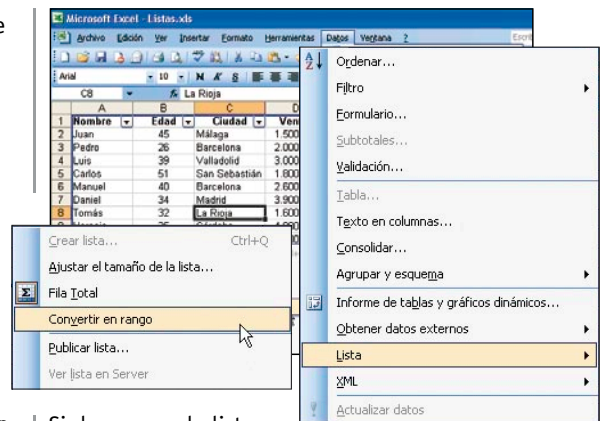 Microsoft Excel - Listas.xls
Archivo Edición Ver Insertar Formato Herramientas Datos Ventana ?
Arial 10 N K S
C8 fx La Rioja
A B C D
1 Nombre Edad Ciudad Ven
2 Juan 45 Málaga 1.500
3 Pedro 26 Barcelona 2.000
4 Luis 39 Valladolid 3.000
5 Carlos 51 San Sebastián 1.800
6 Manuel 40 Barcelona 2.600
7 Daniel 34 Madrid 3.900
8 Tomás 32 La Rioja 1.600
Ordenar...
Filtro
Formulario...
Subtotales...
Validación...
Tabla...
Texto en columnas...
Consolidar...
Agrupar y esquema
Informe de tablas y gráficos dinámicos...
Obtener datos externos
Lista
XML
Actualizar datos
Crear lista... Ctrl+Q
Ajustar el tamaño de la lista...
Fila Total
Convertir en rango
Publicar lista...
Ver lista en Server